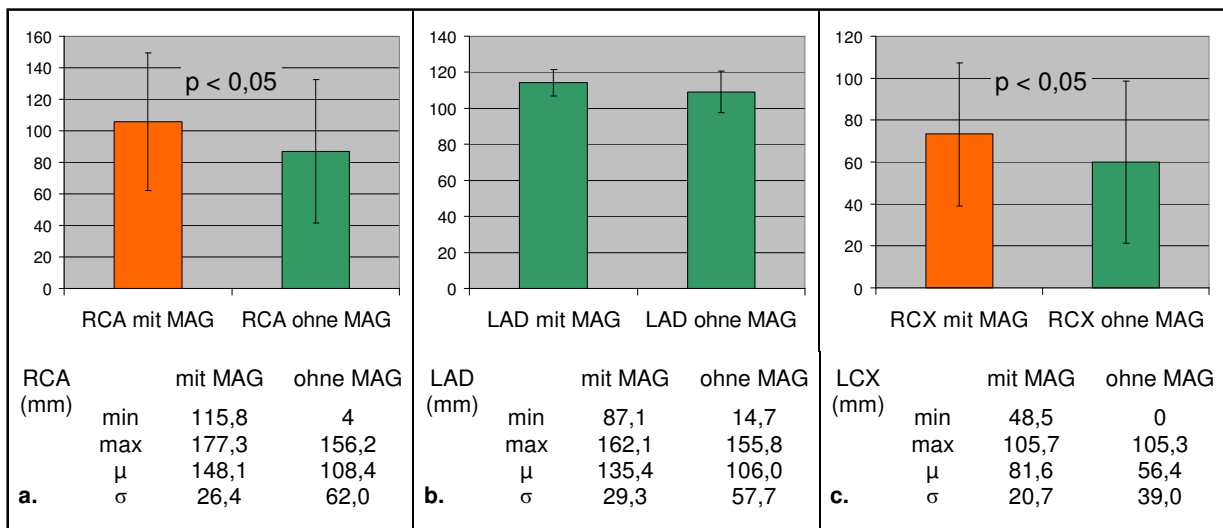 160
140
120
100
80
60
40
20
0
p < 0,05
RCA mit MAG RCA ohne MAG
RCA mit MAG ohne MAG
(mm)
min 115,8 4
max 177,3 156,2
μ 148,1 108,4
a. σ 26,4 62,0
140
120
100
80
60
40
20
0
LAD mit MAG LAD ohne MAG
LAD mit MAG ohne MAG
(mm)
min 87,1 14,7
max 162,1 155,8
μ 135,4 106,0
b. σ 29,3 57,7
120
100
80
60
40
20
0
p < 0,05
RCX mit MAG RCX ohne MAG
LCX mit MAG ohne MAG
(mm)
min 48,5 0
max 105,7 105,3
μ 81,6 56,4
c. σ 20,7 39,0